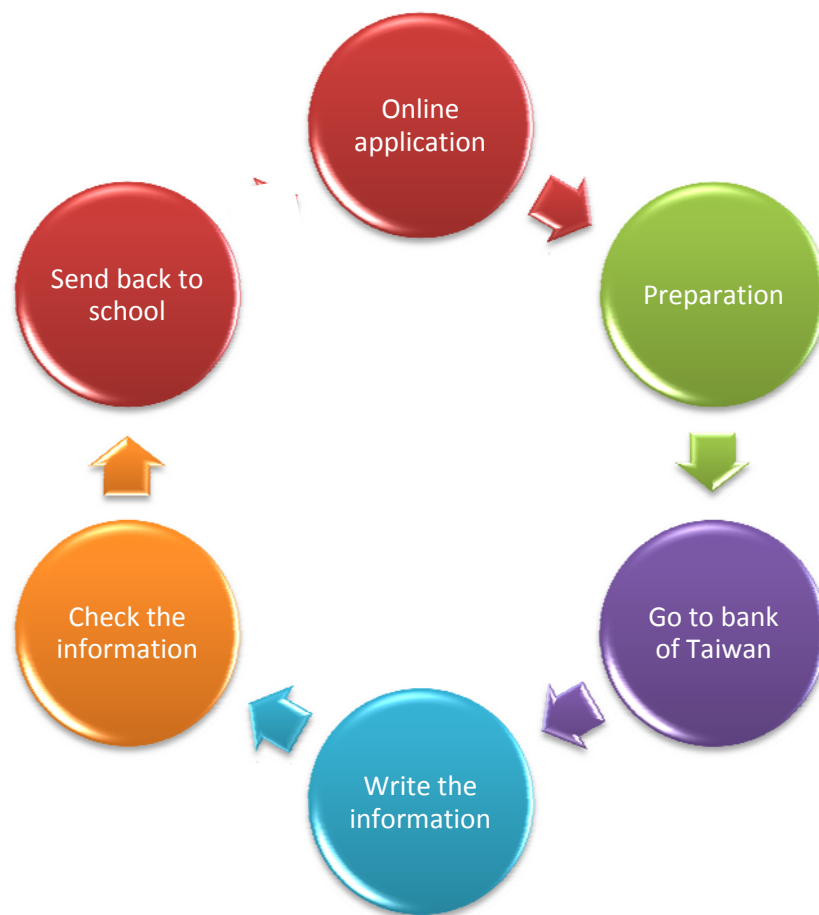 Online
application
Preparation
Go to bank
of Taiwan
Write the
information
Check the
information
Send back to
school